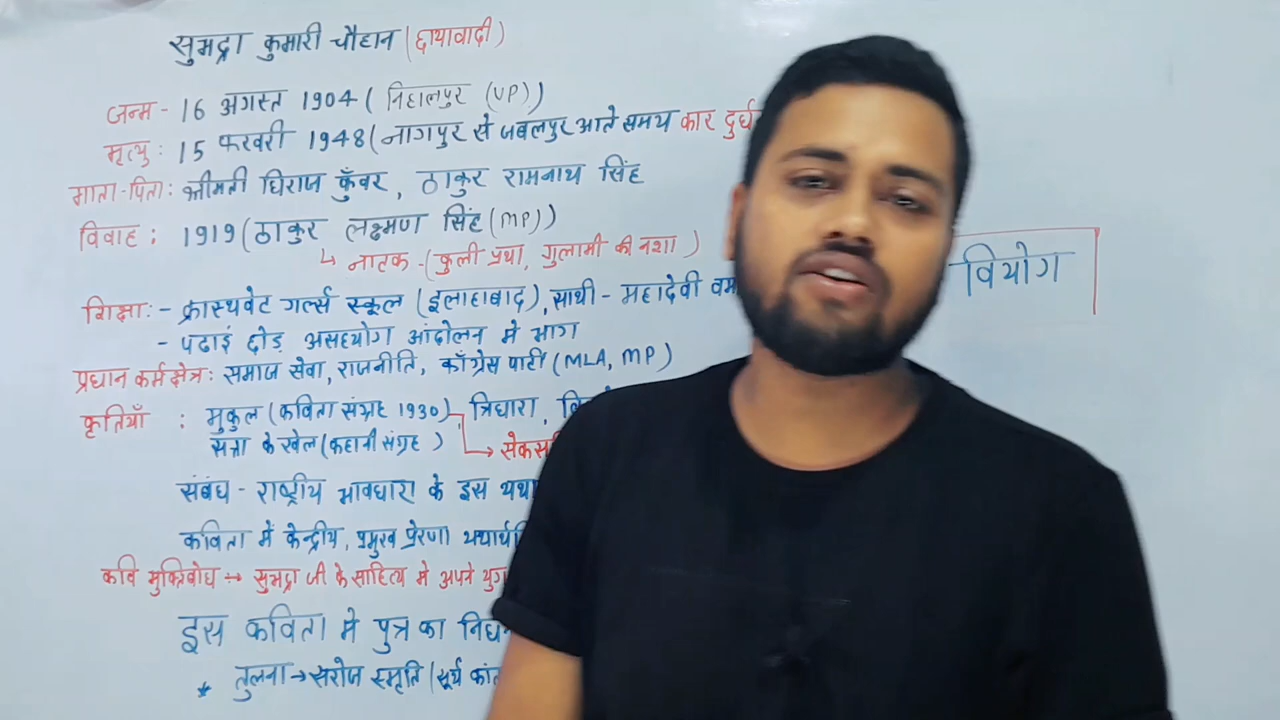 सुभद्रा कुमारी चौहान (छायावादी)
जन्म - 16 अगस्त 1904 ( निहालपुर (UP))
मृत्यु : 15 फरवरी 1948 (नागपुर से जबलपुर आते समय कार
माता-पिता : श्रीमती धिराज कुँवर , ठाकुर रामनाथ सिंह
विवाह : 1919 (ठाकुर लक्ष्मण सिंह (MP))
↳ नाटक - (कुली प्रथा, गुलामी की नशा )
वियोग
शिक्षा : - क्रास्थवेट गर्ल्स स्कूल (इलाहाबाद) , साथी - महादेवी
- पढाई छोड़ असहयोग आंदोलन मे भाग
प्रधान कर्मक्षेत्र : समाज सेवा, राजनीति, काँग्रेस पार्टी (MLA, MP)
कृतियाँ : मुकुल (कविता संग्रह 1930) , त्रिधारा ,
सभा के खेल (कहानी संग्रह ) →
संबंध - राष्ट्रीय भावधारा के इस
कविता में केन्द्रीय, प्रमुख प्रेरणा
कवि मुक्तिबोध → सुभद्रा जी के साहित्य मे अपने युग
इस कविता मे पुत्र का
* तुलना → सरोज स्मृति (सूर्य